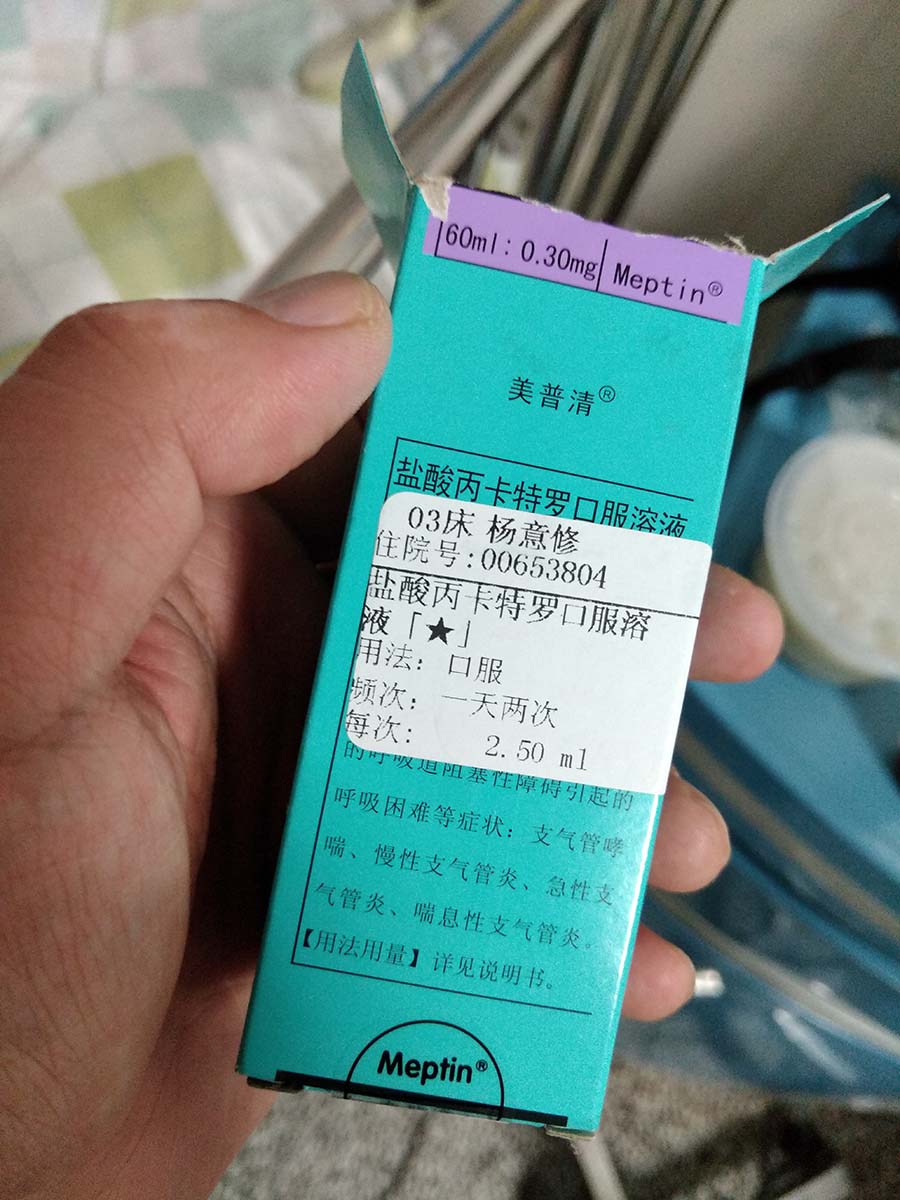 60ml: 0.30mg Meptin®
美普清®
盐酸丙卡特罗口服溶液
03床 杨意修
住院号:00653804
盐酸丙卡特罗口服溶
液「★」
用法: 口服
频次: 一天两次
每次: 2.50 ml
的呼吸道阻塞性障碍引起的
呼吸困难等症状: 支气管哮
喘、慢性支气管炎、急性支
气管炎、喘息性支气管炎。
【用法用量】详见说明书。
Meptin®